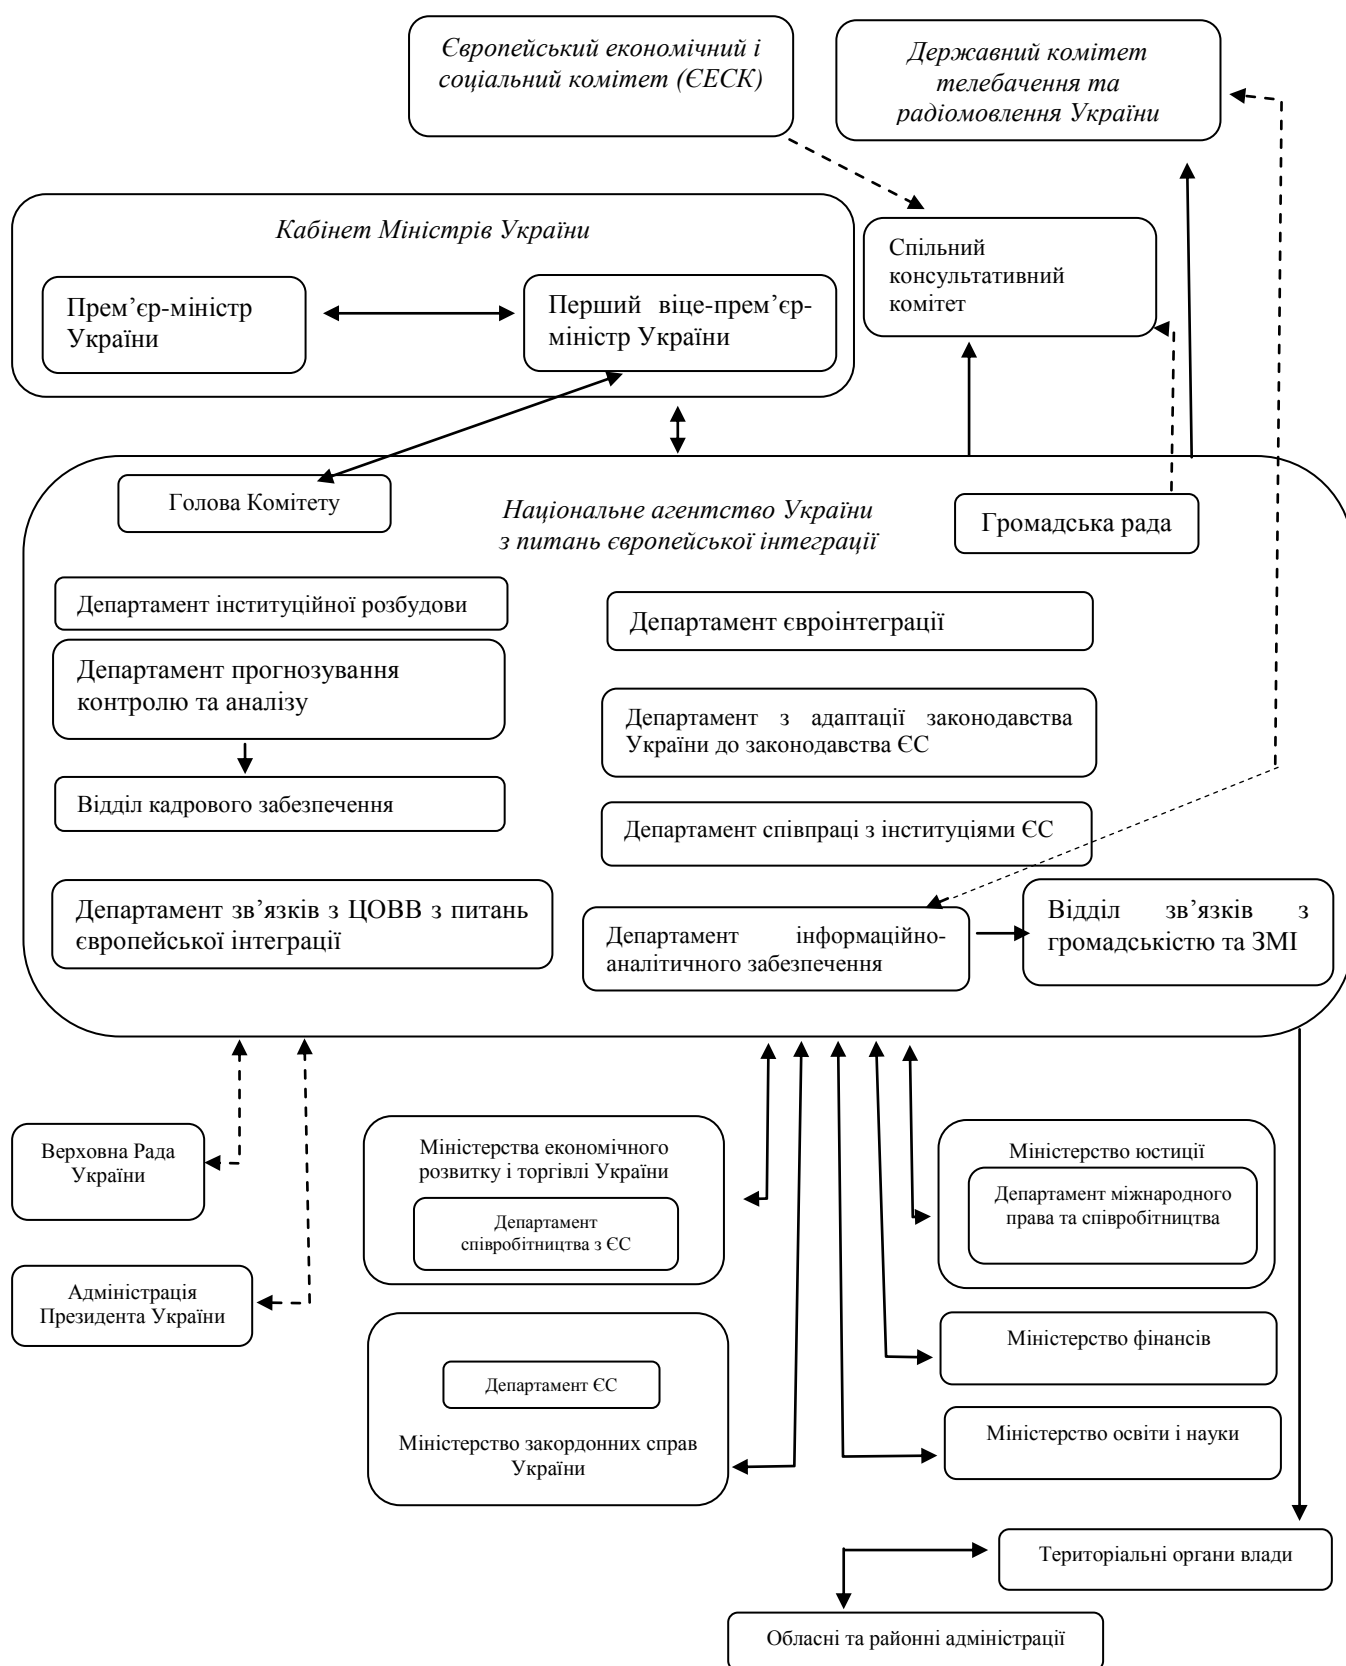 Європейський економічний і
соціальний комітет (ЄЕСК)
Державний комітет
телебачення та
радіомовлення України
Кабінет Міністрів України
Прем’єр-міністр
України
Перший віце-прем’єр-
міністр України
Спільний
консультативний
комітет
Голова Комітету
Національне агентство України
з питань європейської інтеграції
Громадська рада
Департамент інституційної розбудови
Департамент євроінтеграції
Департамент прогнозування
контролю та аналізу
Департамент з адаптації законодавства
України до законодавства ЄС
Відділ кадрового забезпечення
Департамент співпраці з інституціями ЄС
Департамент зв’язків з ЦОВВ з питань
європейської інтеграції
Департамент інформаційно-
аналітичного забезпечення
Відділ зв’язків з
громадськістю та ЗМІ
Верховна Рада
України
Міністерства економічного
розвитку і торгівлі України
Департамент
співробітництва з ЄС
Міністерство юстиції
Департамент міжнародного
права та співробітництва
Адміністрація
Президента України
Міністерство фінансів
Департамент ЄС
Міністерство закордонних справ
України
Міністерство освіти і науки
Територіальні органи влади
Обласні та районні адміністрації